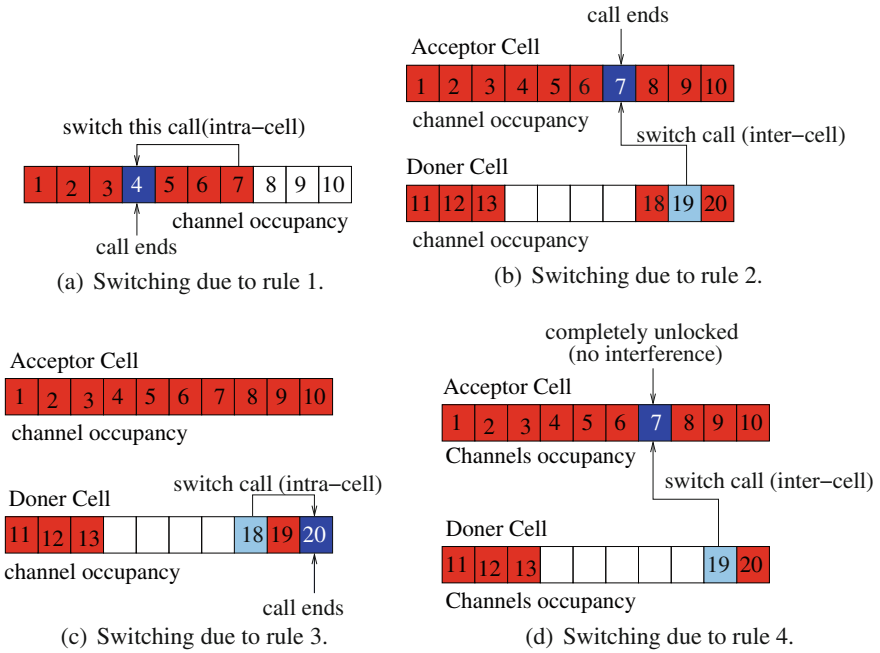 switch this call(intra−cell)
1 2 3 4 5 6 7 8 9 10
channel occupancy
call ends
(a) Switching due to rule 1.
call ends
Acceptor Cell
1 2 3 4 5 6 7 8 9 10
channel occupancy
switch call (inter−cell)
Doner Cell
11 12 13 18 19 20
channel occupancy
(b) Switching due to rule 2.
Acceptor Cell
1 2 3 4 5 6 7 8 9 10
channel occupancy
switch call (intra−cell)
Doner Cell
11 12 13 18 19 20
channel occupancy
call ends
(c) Switching due to rule 3.
completely unlocked
(no interference)
Acceptor Cell
1 2 3 4 5 6 7 8 9 10
Channels occupancy
switch call (inter−cell)
Doner Cell
11 12 13 19 20
Channels occupancy
(d) Switching due to rule 4.